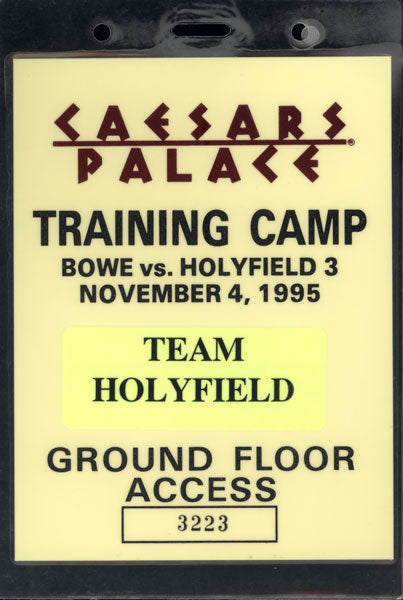 CAESARS
PALACE®
TRAINING CAMP
BOWE vs. HOLYFIELD 3
NOVEMBER 4, 1995
TEAM
HOLYFIELD
GROUND FLOOR
ACCESS
3223